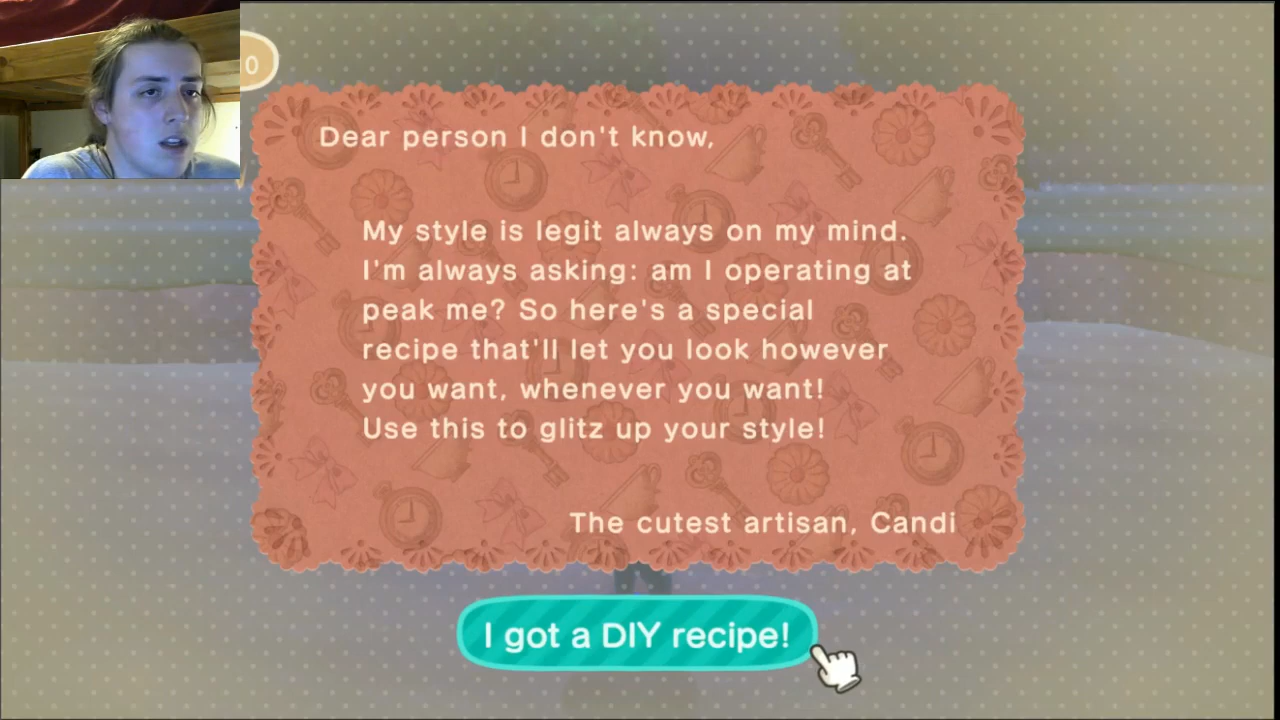 0
Dear person I don't know,
My style is legit always on my mind.
I'm always asking: am I operating at
peak me? So here's a special
recipe that'll let you look however
you want, whenever you want!
Use this to glitz up your style!
The cutest artisan, Candi
I got a DIY recipe!